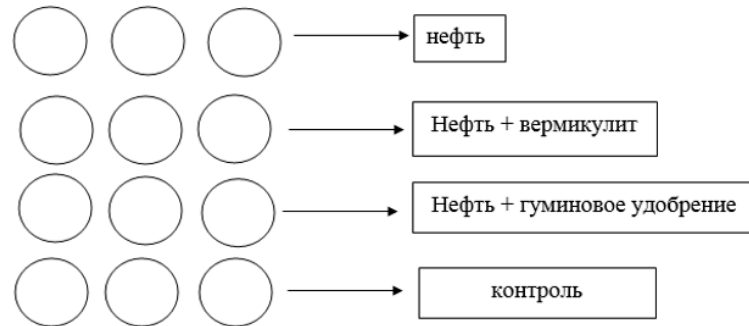 нефть
Нефть + вермикулит
Нефть + гуминовое удобрение
контроль